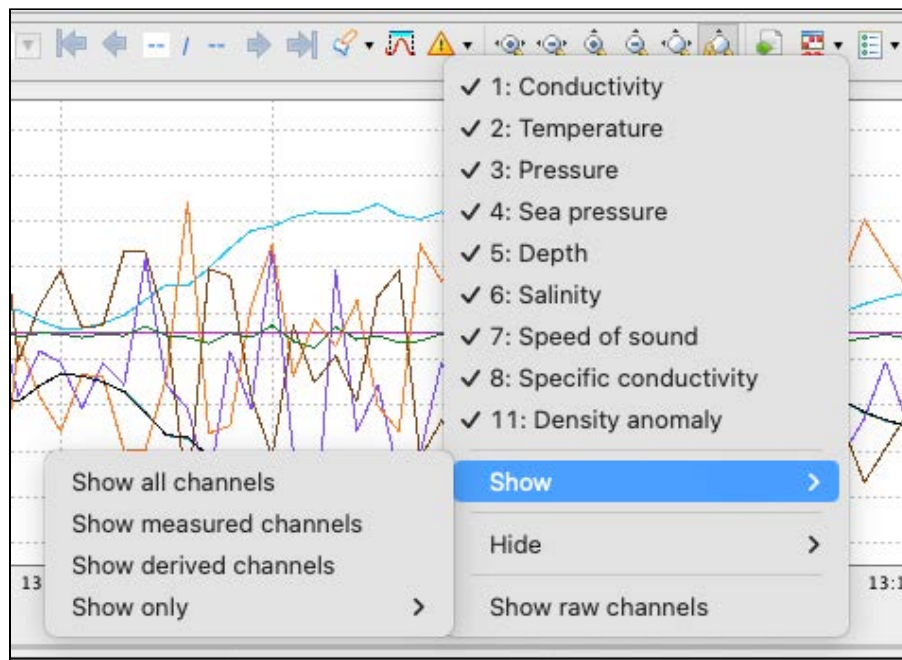 -- / --
✓ 1: Conductivity
✓ 2: Temperature
✓ 3: Pressure
✓ 4: Sea pressure
✓ 5: Depth
✓ 6: Salinity
✓ 7: Speed of sound
✓ 8: Specific conductivity
✓ 11: Density anomaly
Show
Hide
Show raw channels
Show all channels
Show measured channels
Show derived channels
Show only
13
13:1